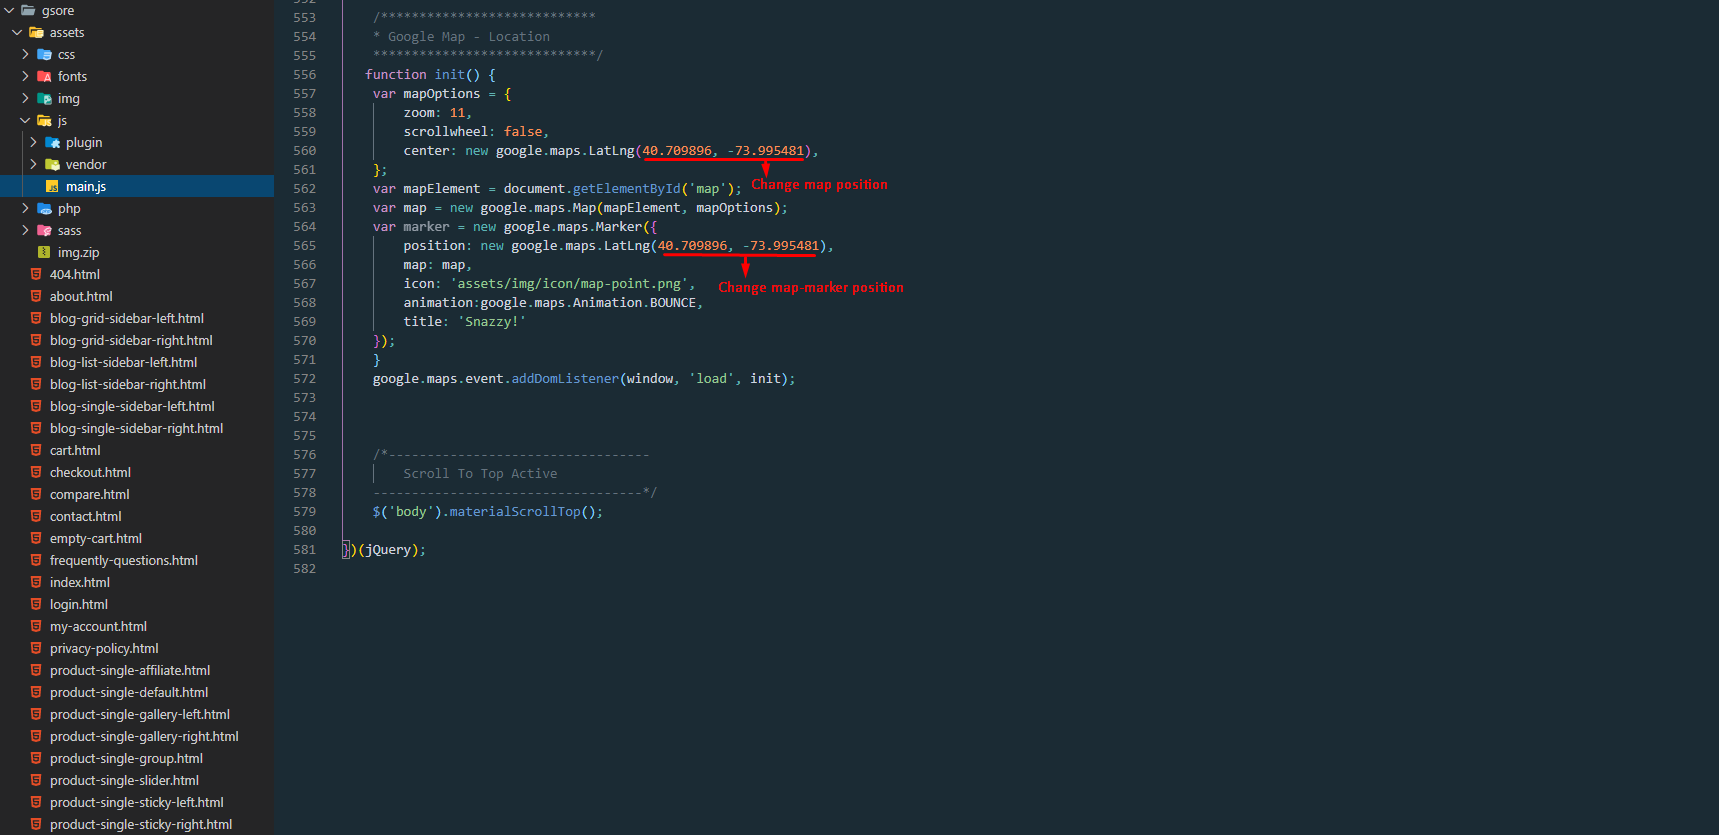 gsore
assets
css
fonts
img
js
plugin
vendor
main.js
php
sass
img.zip
404.html
about.html
blog-grid-sidebar-left.html
blog-grid-sidebar-right.html
blog-list-sidebar-left.html
blog-list-sidebar-right.html
blog-single-sidebar-left.html
blog-single-sidebar-right.html
cart.html
checkout.html
compare.html
contact.html
empty-cart.html
frequently-questions.html
index.html
login.html
my-account.html
privacy-policy.html
product-single-affiliate.html
product-single-default.html
product-single-gallery-left.html
product-single-gallery-right.html
product-single-group.html
product-single-slider.html
product-single-sticky-left.html
product-single-sticky-right.html
552
553 /****************************
554 * Google Map - Location
555 *****************************/
556 function init() {
557 var mapOptions = {
558 zoom: 11,
559 scrollwheel: false,
560 center: new google.maps.LatLng(40.709896, -73.995481),
561 };
Change map position
562 var mapElement = document.getElementById('map');
563 var map = new google.maps.Map(mapElement, mapOptions);
564 var marker = new google.maps.Marker({
565 position: new google.maps.LatLng(40.709896, -73.995481),
566 map: map,
567 icon: 'assets/img/icon/map-point.png',
Change map-marker position
568 animation:google.maps.Animation.BOUNCE,
569 title: 'Snazzy!'
570 });
571 }
572 google.maps.event.addDomListener(window, 'load', init);
573
574
575
576 /*----------------------------------
577 Scroll To Top Active
578 -----------------------------------*/
579 $('body').materialScrollTop();
580
581 })(jQuery);
582